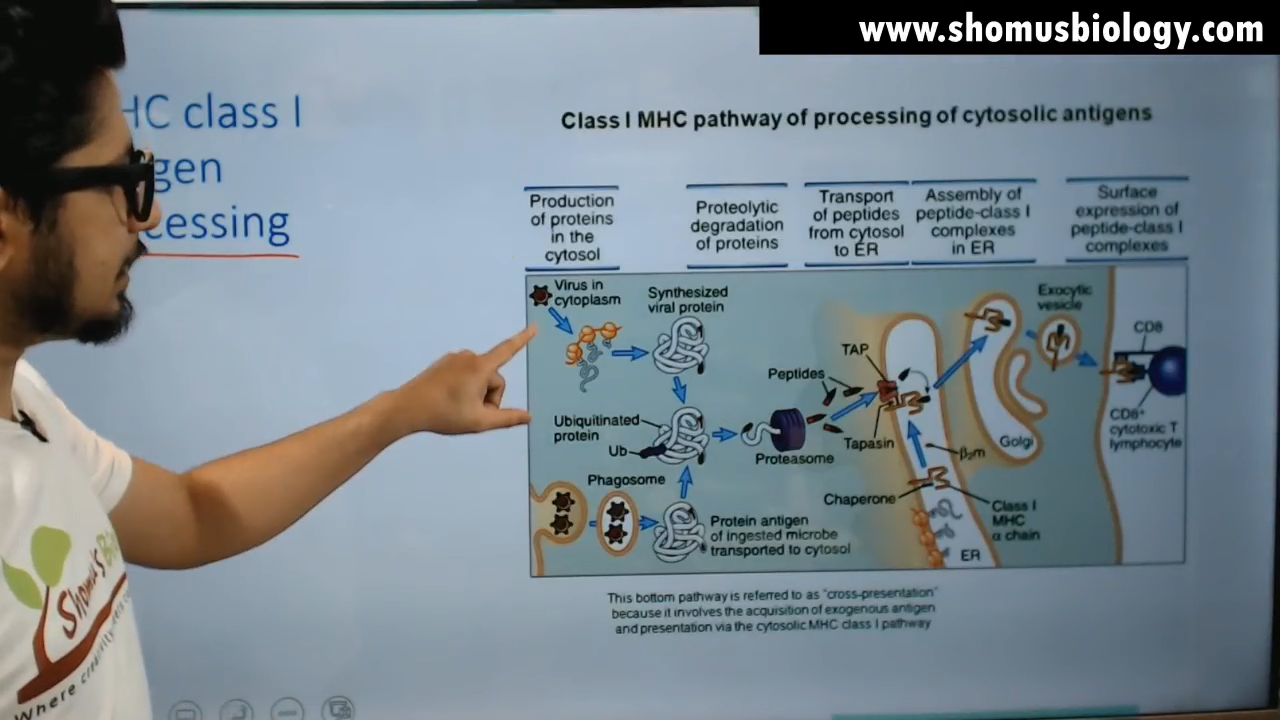 www.shomusbiology.com
HC class I
gen
cessing
Class I MHC pathway of processing of cytosolic antigens
Production
of proteins
in the
cytosol
Proteolytic
degradation
of proteins
Transport
of peptides
from cytosol
to ER
Assembly of
peptide-class I
complexes
in ER
Surface
expression of
peptide-class I
complexes
Virus in
cytoplasm
Synthesized
viral protein
Exocytic
vesicle
CD8
TAP
Peptides
Ubiquitinated
protein
Ub
Proteasome
Tapasin
β₂m
Golgi
CD8⁺
cytotoxic T
lymphocyte
Phagosome
Chaperone
Class I
MHC
α chain
Protein antigen
of ingested microbe
transported to cytosol
ER
This bottom pathway is referred to as "cross-presentation"
because it involves the acquisition of exogenous antigen
and presentation via the cytosolic MHC class I pathway
Shomu's Bio
Where creativity